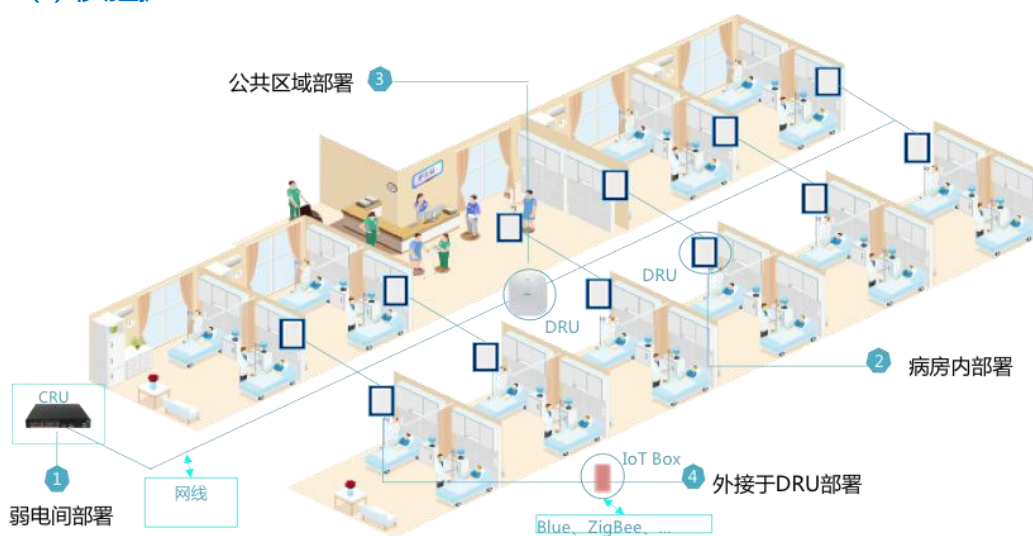 公共区域部署
3
DRU
DRU
2
病房内部署
CRU
1
弱电间部署
网线
IoT Box
4
外接于DRU部署
Blue、ZigBee、...